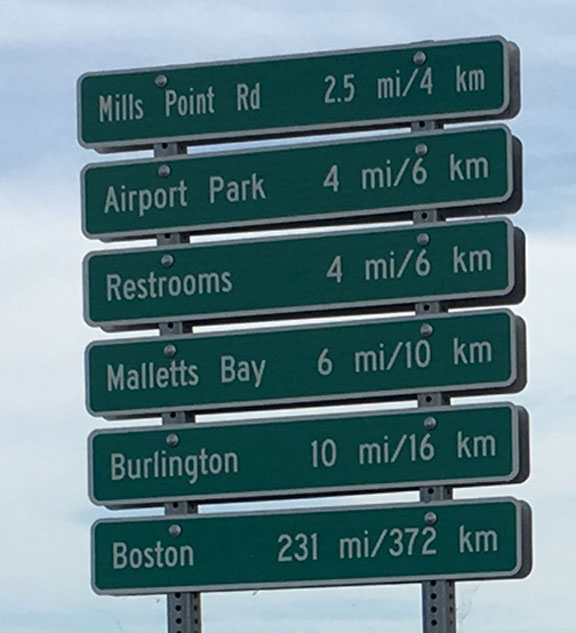 Mills Point Rd 2.5 mi/4 km
Airport Park 4 mi/6 km
Restrooms 4 mi/6 km
Malletts Bay 6 mi/10 km
Burlington 10 mi/16 km
Boston 231 mi/372 km